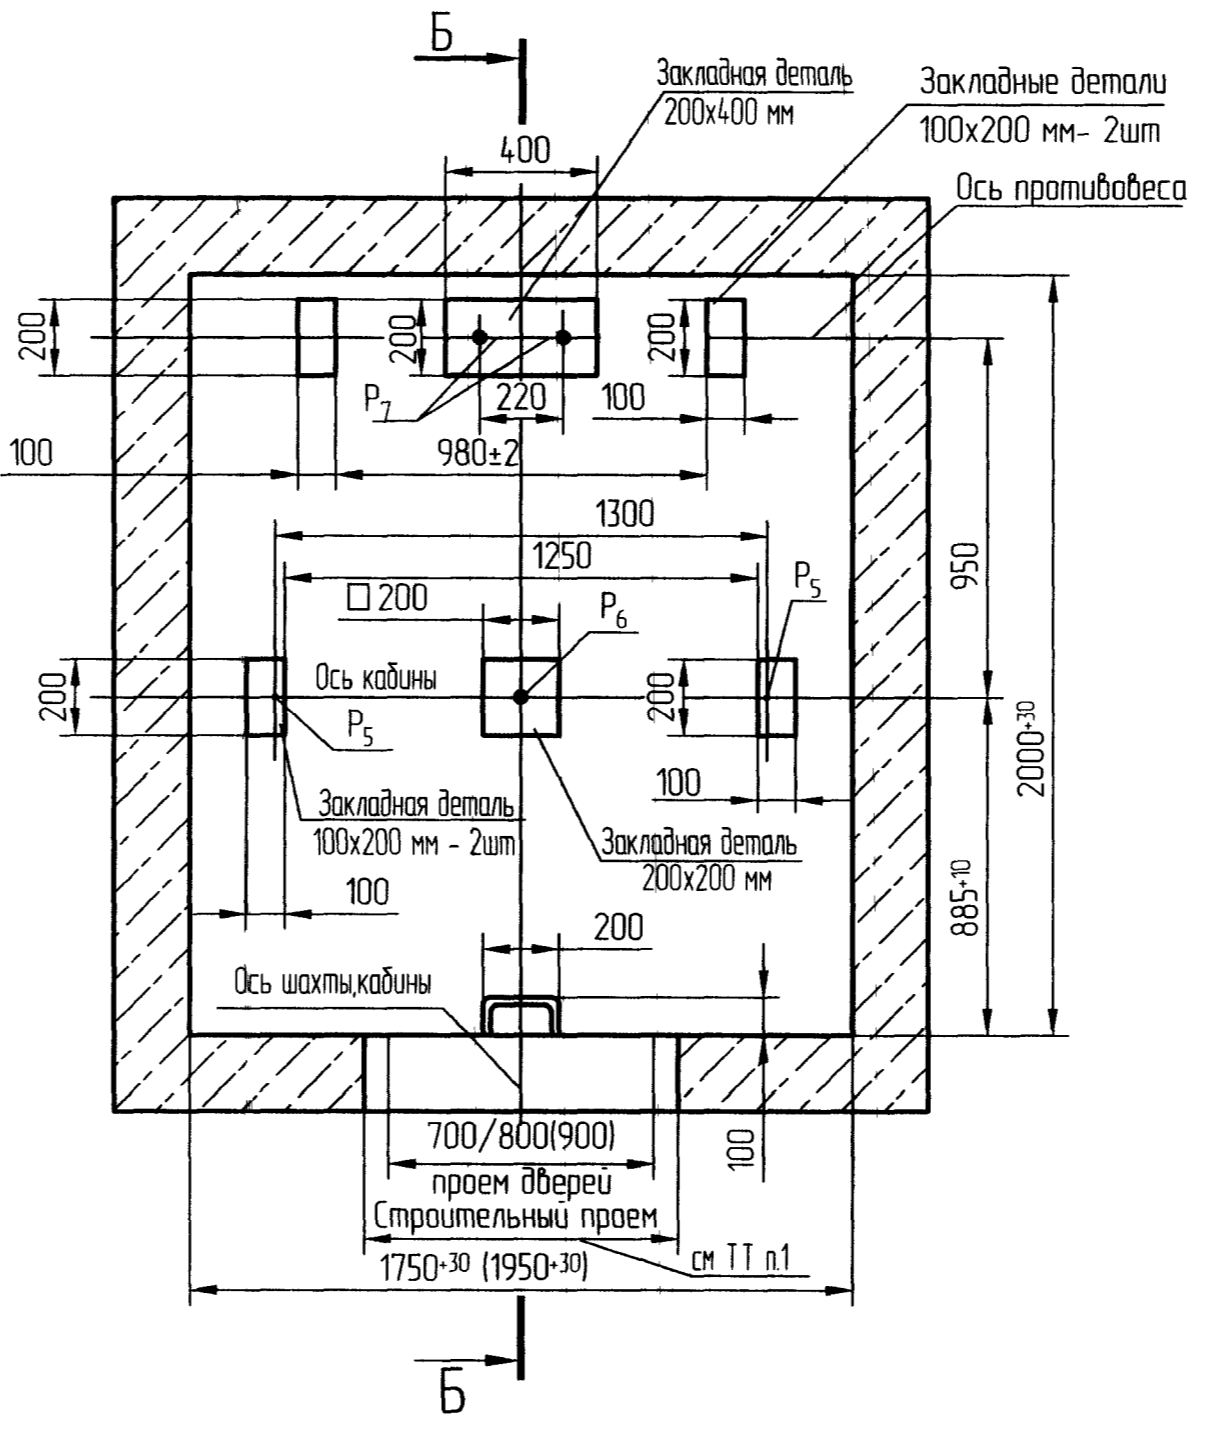 Б
Закладная деталь
200х400 мм
Закладные детали
100х200 мм- 2шт
400
Ось противовеса
200
200
200
P7
220
100
100
980±2
1300
1250
950
P5
□200
P6
Ось кабины
200
200
P5
2000+30
100
Закладная деталь
100х200 мм - 2шт
Закладная деталь
200х200 мм
100
885+10
200
Ось шахты,кабины
700/800(900)
100
проем дверей
Строительный проем
см ТТ п.1
1750+30 (1950+30)
Б